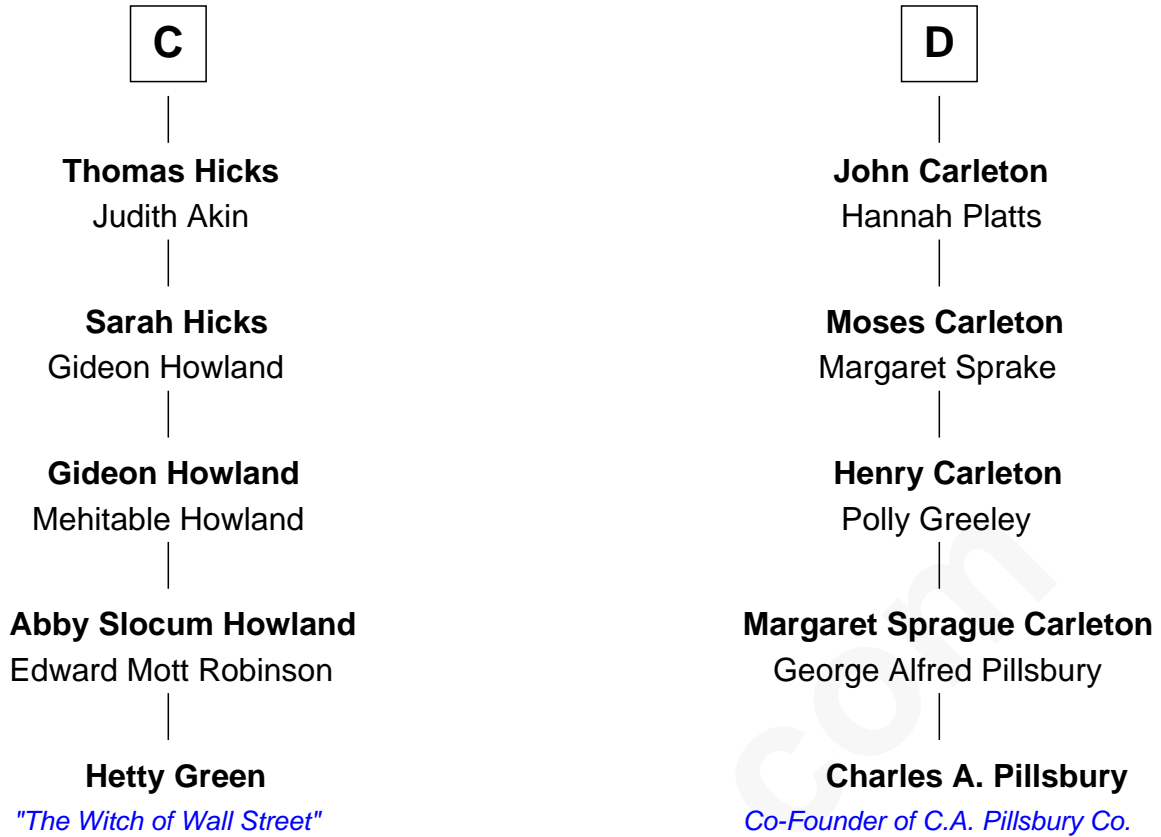 C
Thomas Hicks
Judith Akin
Sarah Hicks
Gideon Howland
Gideon Howland
Mehitable Howland
Abby Slocum Howland
Edward Mott Robinson
Hetty Green
"The Witch of Wall Street"
D
John Carleton
Hannah Platts
Moses Carleton
Margaret Sprake
Henry Carleton
Polly Greeley
Margaret Sprague Carleton
George Alfred Pillsbury
Charles A. Pillsbury
Co-Founder of C.A. Pillsbury Co.
com